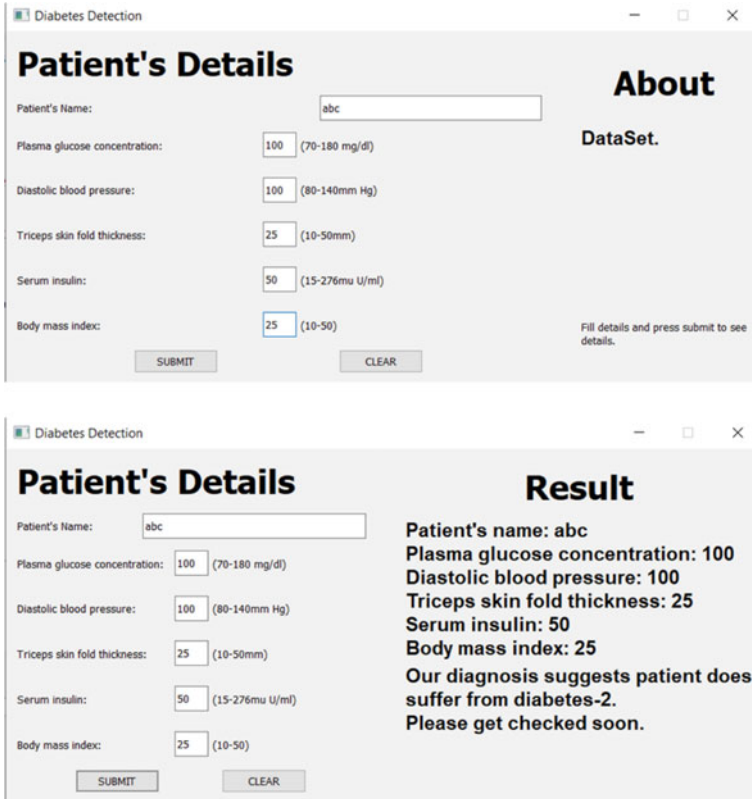 Diabetes Detection
Patient's Details
About
Patient's Name: abc
DataSet.
Plasma glucose concentration: 100 (70-180 mg/dl)
Diastolic blood pressure: 100 (80-140mm Hg)
Triceps skin fold thickness: 25 (10-50mm)
Serum insulin: 50 (15-276mu U/ml)
Body mass index: 25 (10-50)
Fill details and press submit to see
details.
SUBMIT CLEAR
Diabetes Detection
Patient's Details
Patient's Name: abc
Plasma glucose concentration: 100 (70-180 mg/dl)
Diastolic blood pressure: 100 (80-140mm Hg)
Triceps skin fold thickness: 25 (10-50mm)
Serum insulin: 50 (15-276mu U/ml)
Body mass index: 25 (10-50)
SUBMIT CLEAR
Result
Patient's name: abc
Plasma glucose concentration: 100
Diastolic blood pressure: 100
Triceps skin fold thickness: 25
Serum insulin: 50
Body mass index: 25
Our diagnosis suggests patient does
suffer from diabetes-2.
Please get checked soon.